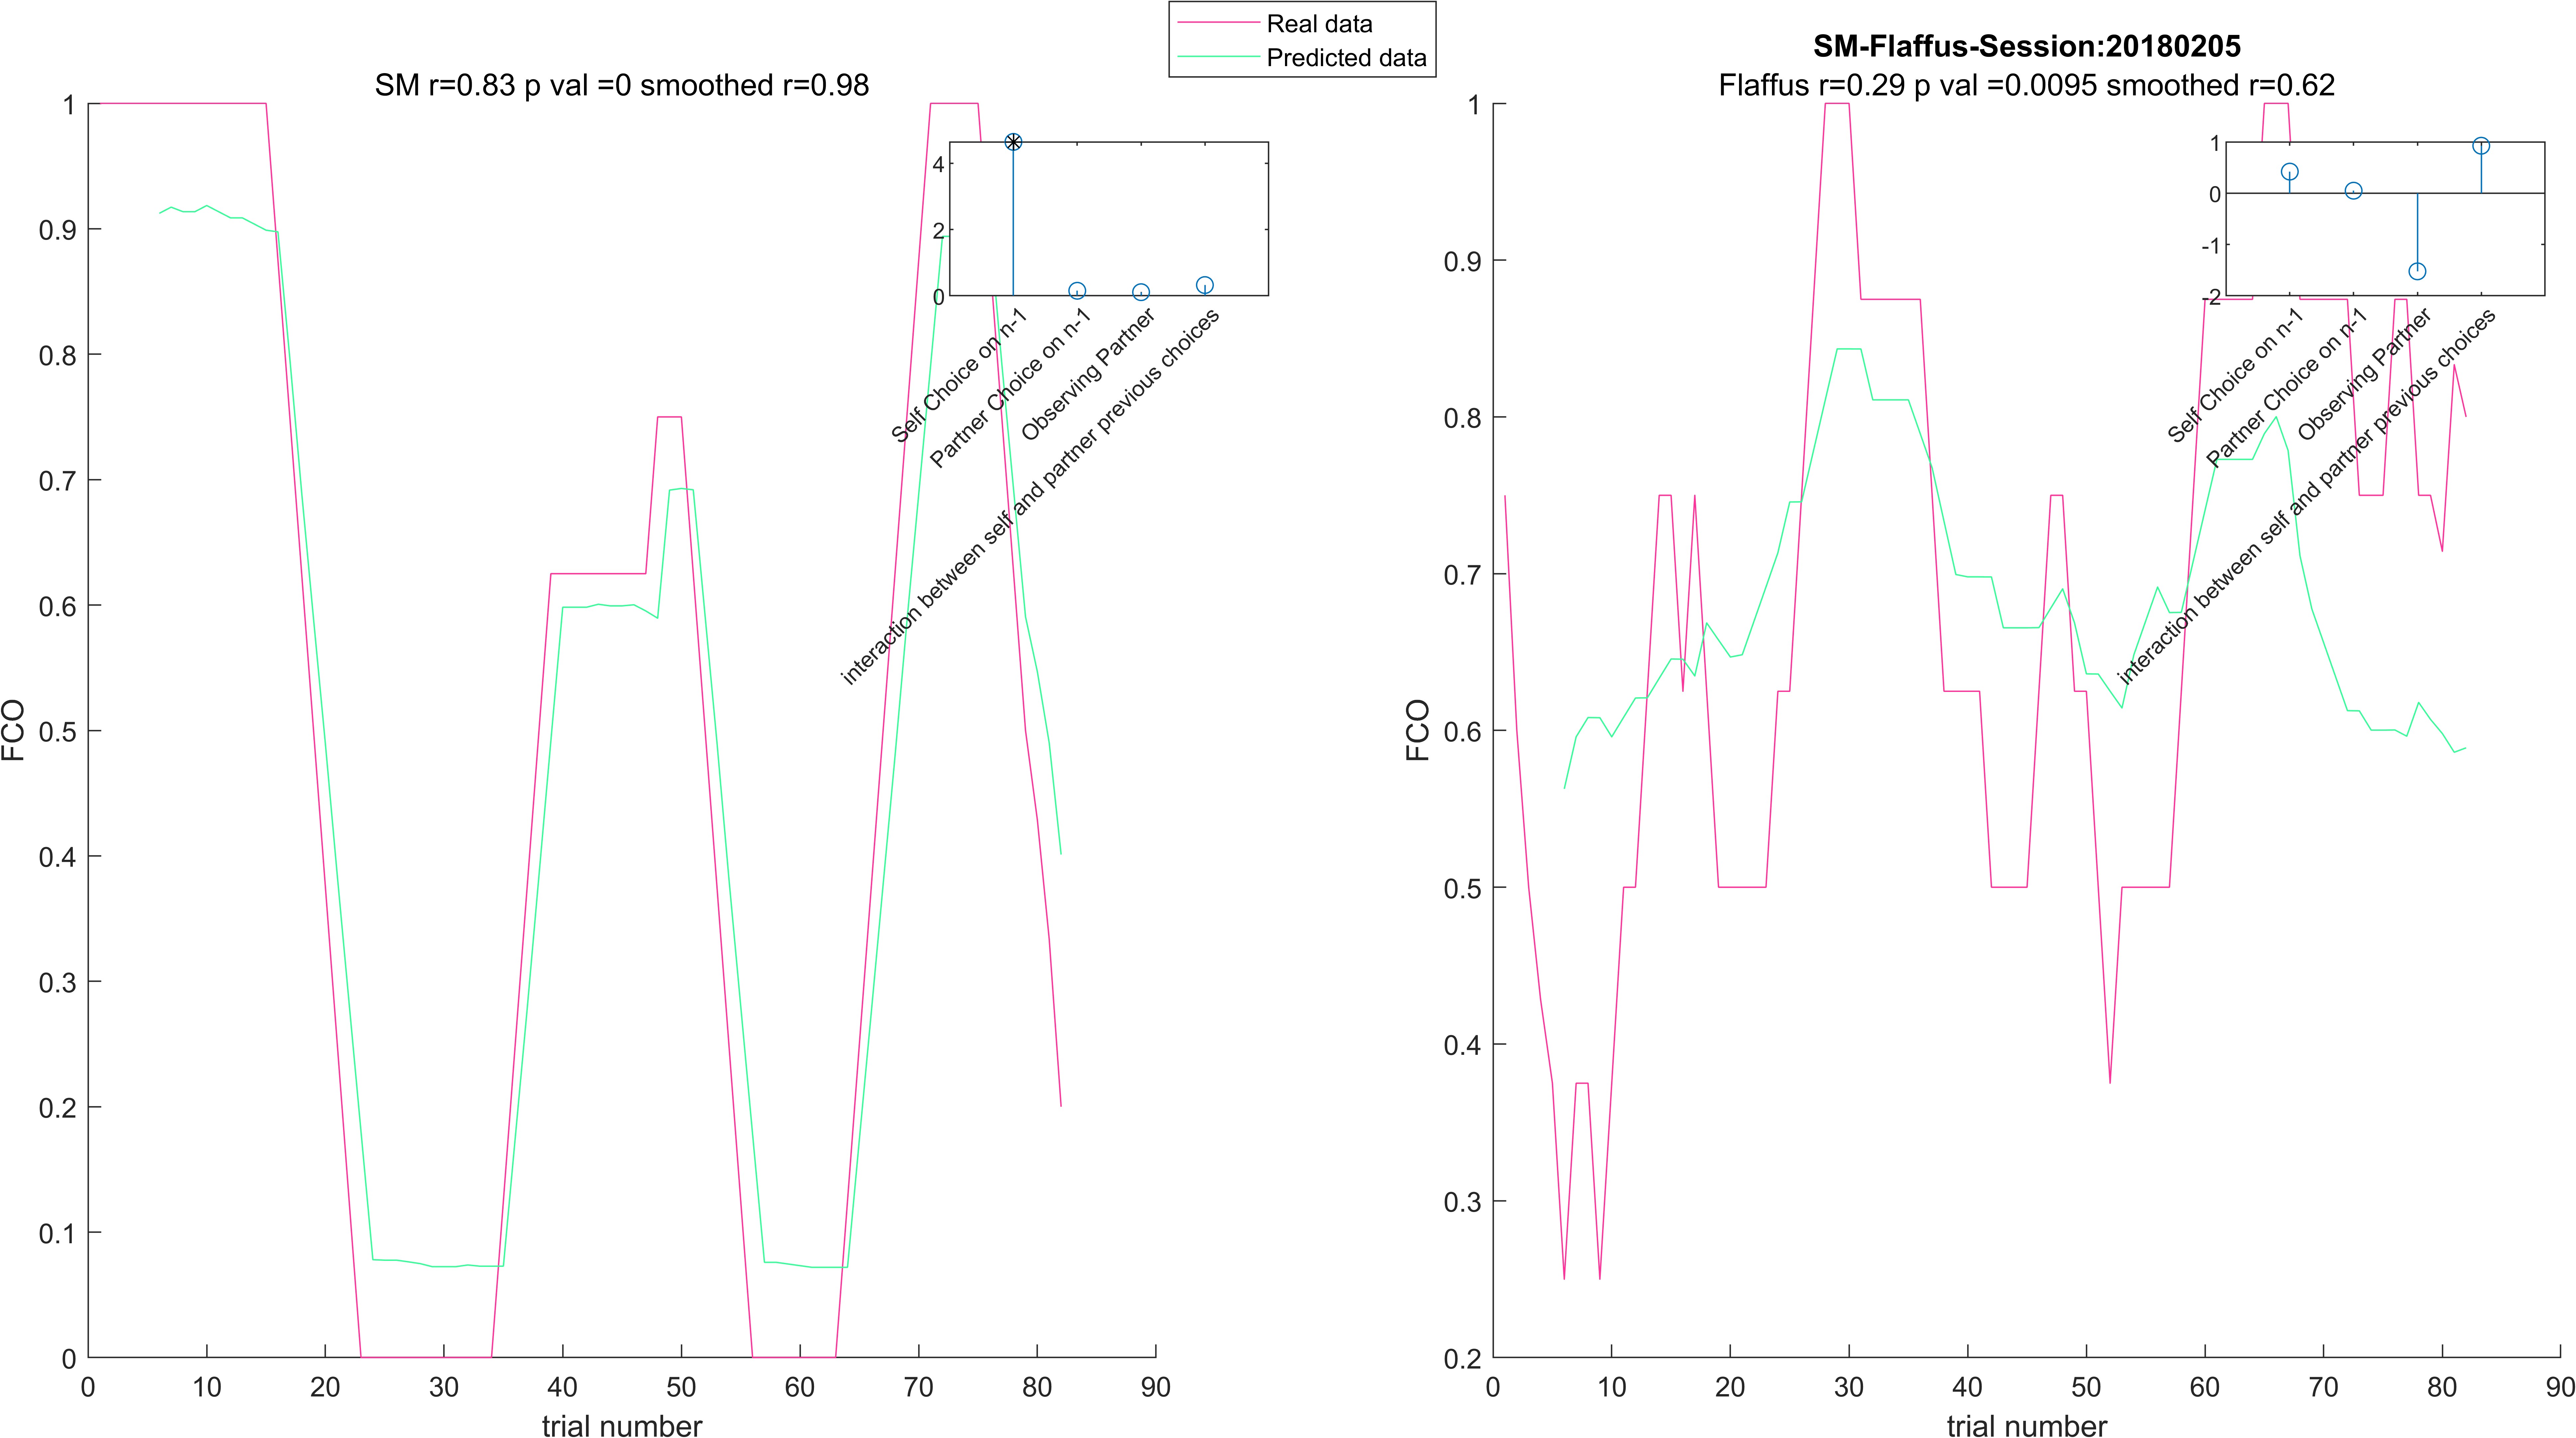 Real data
Predicted data
SM r=0.83 p val =0 smoothed r=0.98
1
0.9
0.8
0.7
0.6
0.5
0.4
0.3
0.2
0.1
0
FCO
0
10
20
30
40
50
60
70
80
90
trial number
4
2
0
Self Choice on n-1
Partner Choice on n-1
Observing Partner
interaction between self and partner previous choices
SM-Flaffus-Session:20180205
Flaffus r=0.29 p val =0.0095 smoothed r=0.62
1
0.9
0.8
0.7
0.6
0.5
0.4
0.3
0.2
FCO
0
10
20
30
40
50
60
70
80
90
trial number
1
0
-1
-2
Self Choice on n-1
Partner Choice on n-1
Observing Partner
interaction between self and partner previous choices